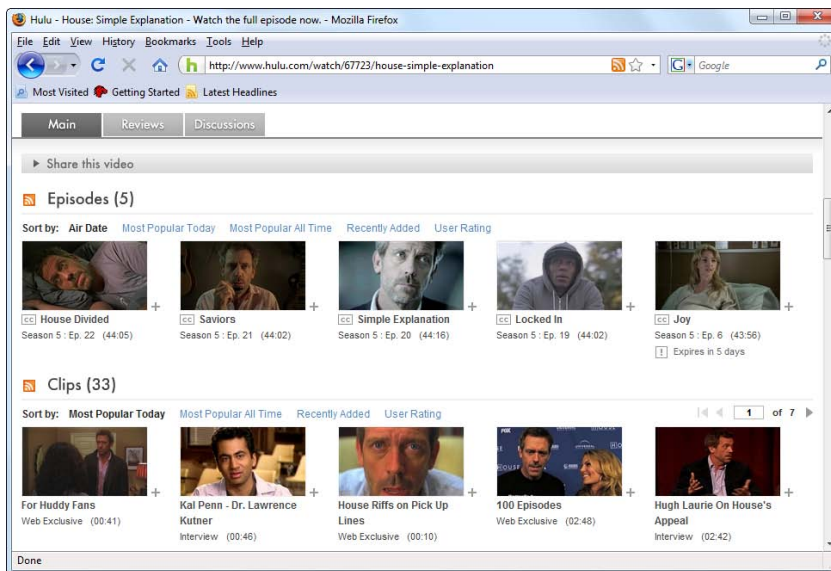 Hulu - House: Simple Explanation - Watch the full episode now. - Mozilla Firefox
File Edit View History Bookmarks Tools Help
h http://www.hulu.com/watch/67723/house-simple-explanation G Google
Most Visited Getting Started Latest Headlines
Main Reviews Discussions
Share this video
Episodes (5)
Sort by: Air Date Most Popular Today Most Popular All Time Recently Added User Rating
cc House Divided cc Saviors cc Simple Explanation cc Locked In cc Joy
Season 5 : Ep. 22 (44:05) Season 5 : Ep. 21 (44:02) Season 5 : Ep. 20 (44:16) Season 5 : Ep. 19 (44:02) Season 5 : Ep. 6 (43:56)
! Expires in 5 days
Clips (33)
Sort by: Most Popular Today Most Popular All Time Recently Added User Rating 1 of 7
FOX
For Huddy Fans Kal Penn - Dr. Lawrence House Riffs on Pick Up 100 Episodes Hugh Laurie On House's
Web Exclusive (00:41) Kutner Lines Web Exclusive (02:48) Appeal
Interview (00:46) Web Exclusive (00:10) Interview (02:42)
Done